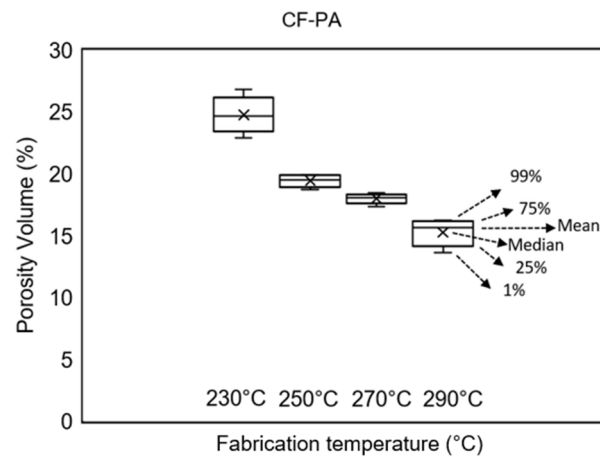 CF-PA
Porosity Volume (%)
30
25
20
15
10
5
0
99%
75%
Mean
Median
25%
1%
230°C 250°C 270°C 290°C
Fabrication temperature (°C)